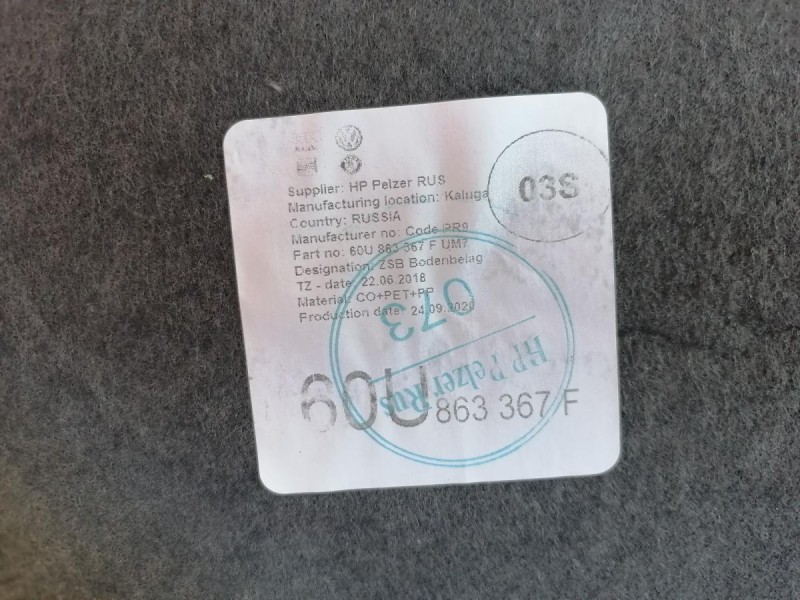 Supplier: HP Pelzer RUS
Manufacturing location: Kaluga
Country: RUSSIA
Manufacturer no: Code PR9
Part no: 60U 863 367 F UM7
Designation: ZSB Bodenbelag
TZ - date: 22.06.2018
Material: CO+PET+PP
Production date: 24.09.2020
03S
073
HP Pelzer Rus
60U 863 367 F